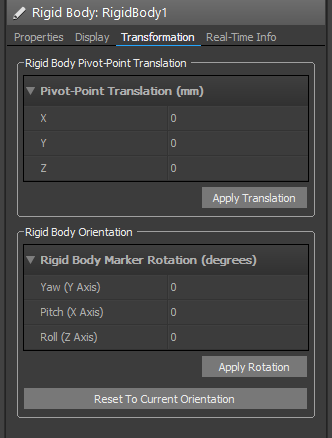 Rigid Body: RigidBody1
Properties Display Transformation Real-Time Info
Rigid Body Pivot-Point Translation
Pivot-Point Translation (mm)
X 0
Y 0
Z 0
Apply Translation
Rigid Body Orientation
Rigid Body Marker Rotation (degrees)
Yaw (Y Axis) 0
Pitch (X Axis) 0
Roll (Z Axis) 0
Apply Rotation
Reset To Current Orientation